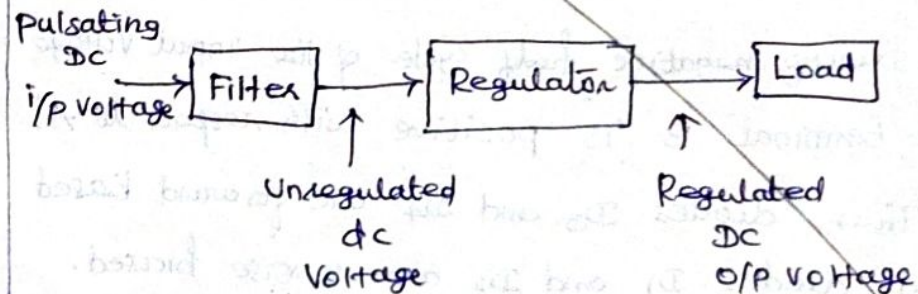 Pulsating
DC
i/p voltage
Filter
Regulator
Load
Unregulated
dc
Voltage
Regulated
DC
O/p voltage